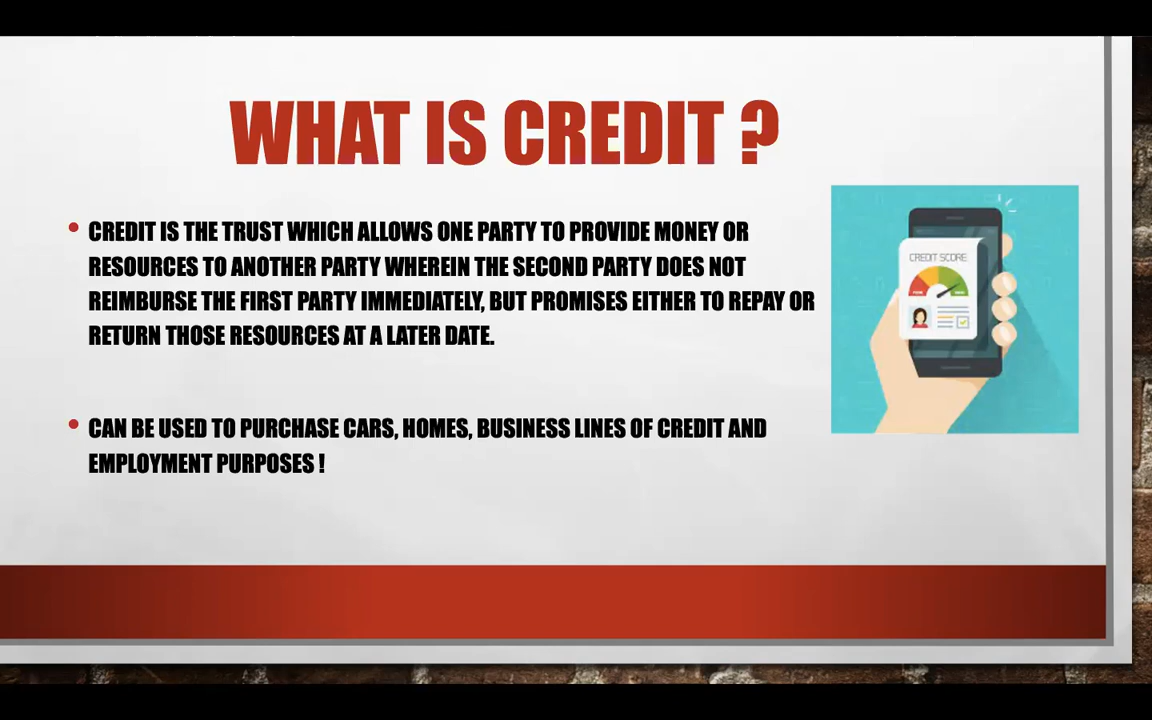 WHAT IS CREDIT ?
• CREDIT IS THE TRUST WHICH ALLOWS ONE PARTY TO PROVIDE MONEY OR
RESOURCES TO ANOTHER PARTY WHEREIN THE SECOND PARTY DOES NOT
REIMBURSE THE FIRST PARTY IMMEDIATELY, BUT PROMISES EITHER TO REPAY OR
RETURN THOSE RESOURCES AT A LATER DATE.
• CAN BE USED TO PURCHASE CARS, HOMES, BUSINESS LINES OF CREDIT AND
EMPLOYMENT PURPOSES !
CREDIT SCORE